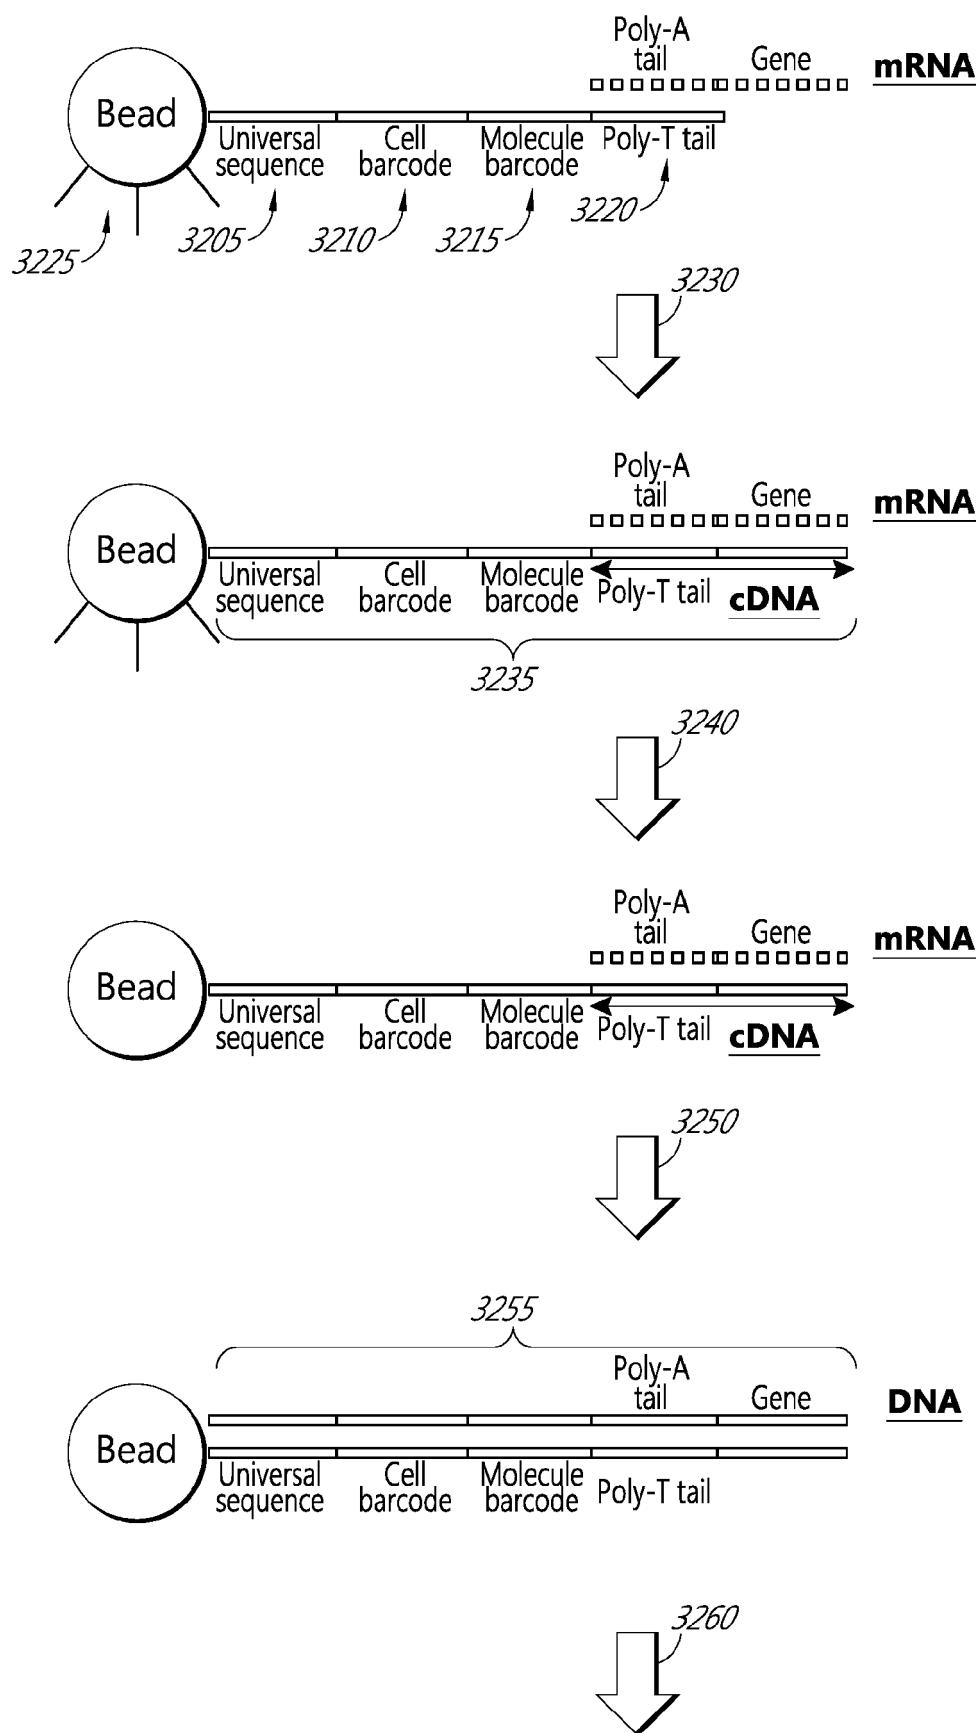 Poly-A
tail
Gene
mRNA
Bead
Universal
sequence
Cell
barcode
Molecule
barcode
Poly-T tail
3225
3205
3210
3215
3220
3230
Poly-A
tail
Gene
mRNA
Bead
Universal
sequence
Cell
barcode
Molecule
barcode
Poly-T tail
cDNA
3235
3240
Poly-A
tail
Gene
mRNA
Bead
Universal
sequence
Cell
barcode
Molecule
barcode
Poly-T tail
cDNA
3250
3255
Poly-A
tail
Gene
DNA
Bead
Universal
sequence
Cell
barcode
Molecule
barcode
Poly-T tail
3260